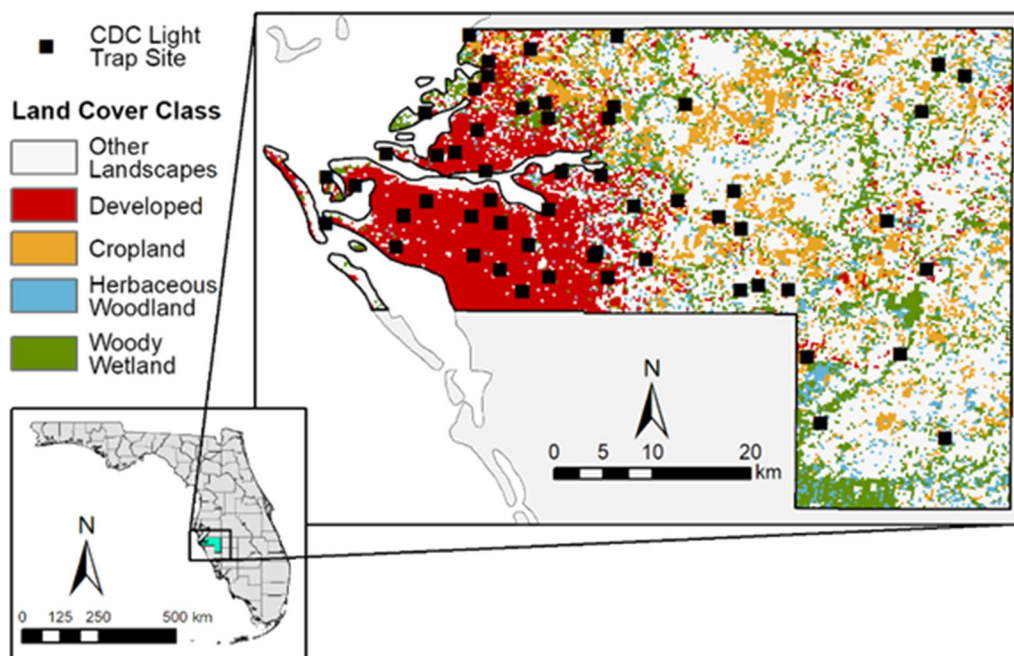 CDC Light
Trap Site
Land Cover Class
Other
Landscapes
Developed
Cropland
Herbaceous
Woodland
Woody
Wetland
N
0 10 20
km
N
0 125 250 500 km